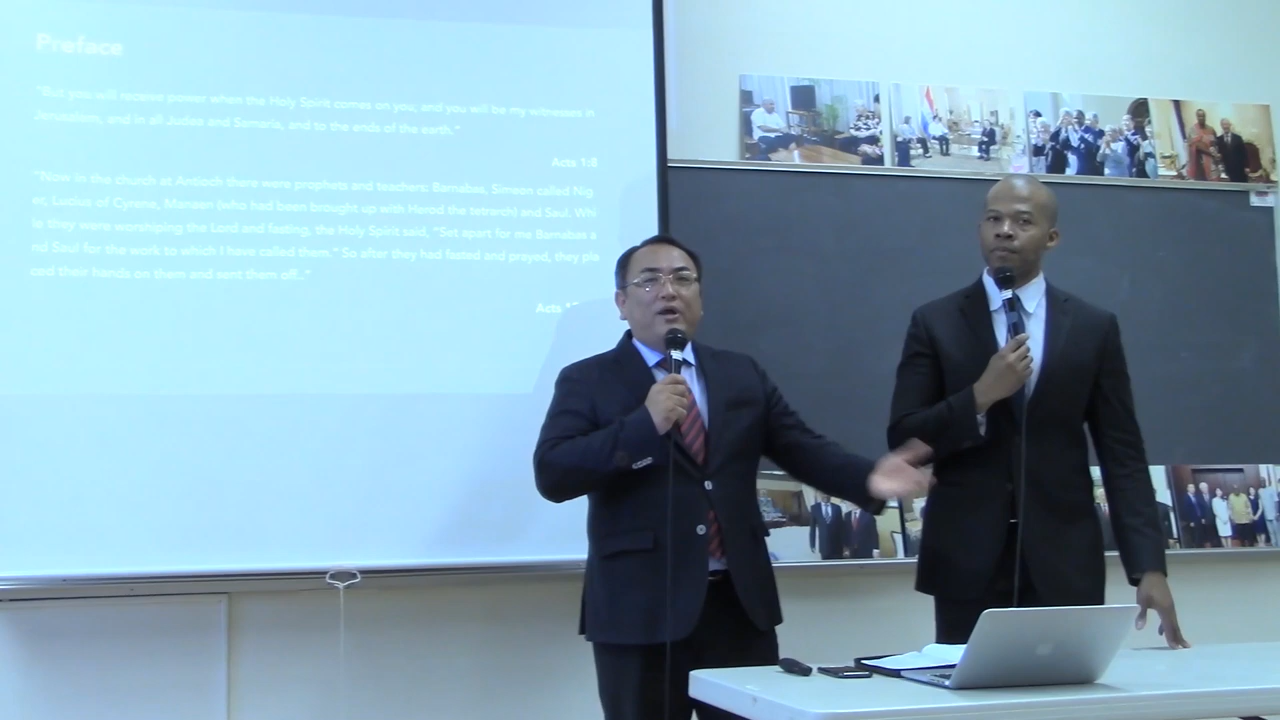 Preface
"But you will receive power when the Holy Spirit comes on you; and you will be my witnesses in
Jerusalem, and in all Judea and Samaria, and to the ends of the earth."
Acts 1:8
"Now in the church at Antioch there were prophets and teachers: Barnabas, Simeon called Nig
er, Lucius of Cyrene, Manaen (who had been brought up with Herod the tetrarch) and Saul. Whi
le they were worshiping the Lord and fasting, the Holy Spirit said, "Set apart for me Barnabas a
nd Saul for the work to which I have called them." So after they had fasted and prayed, they pla
ced their hands on them and sent them off.."
Acts